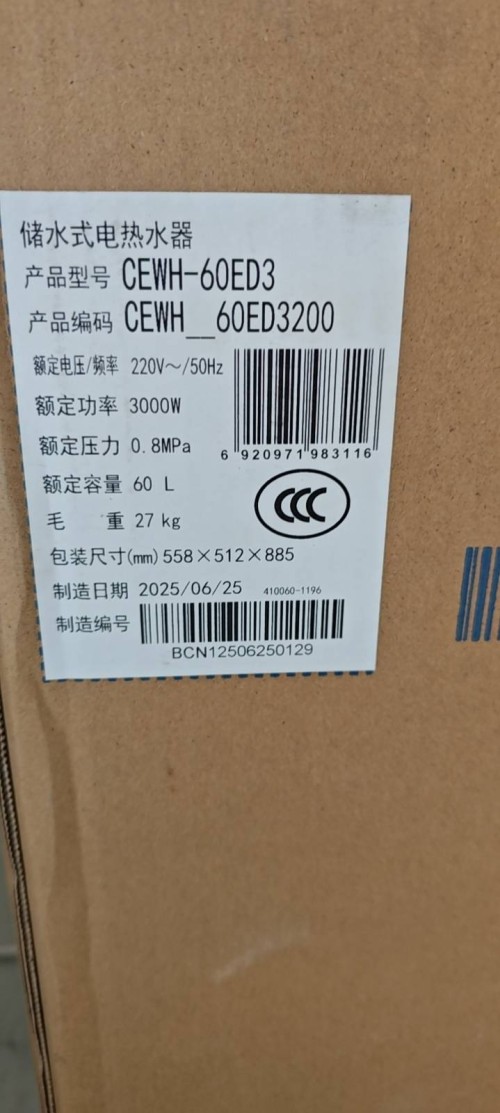 储水式电热水器
产品型号 CEWH-60ED3
产品编码 CEWH__60ED3200
额定电压/频率 220V～/50Hz
额定功率 3000W
额定压力 0.8MPa
6 920971 983116
额定容量 60 L
CCC
毛 重 27 kg
包装尺寸(mm) 558×512×885
制造日期 2025/06/25 410060-1196
制造编号
BCN12506250129